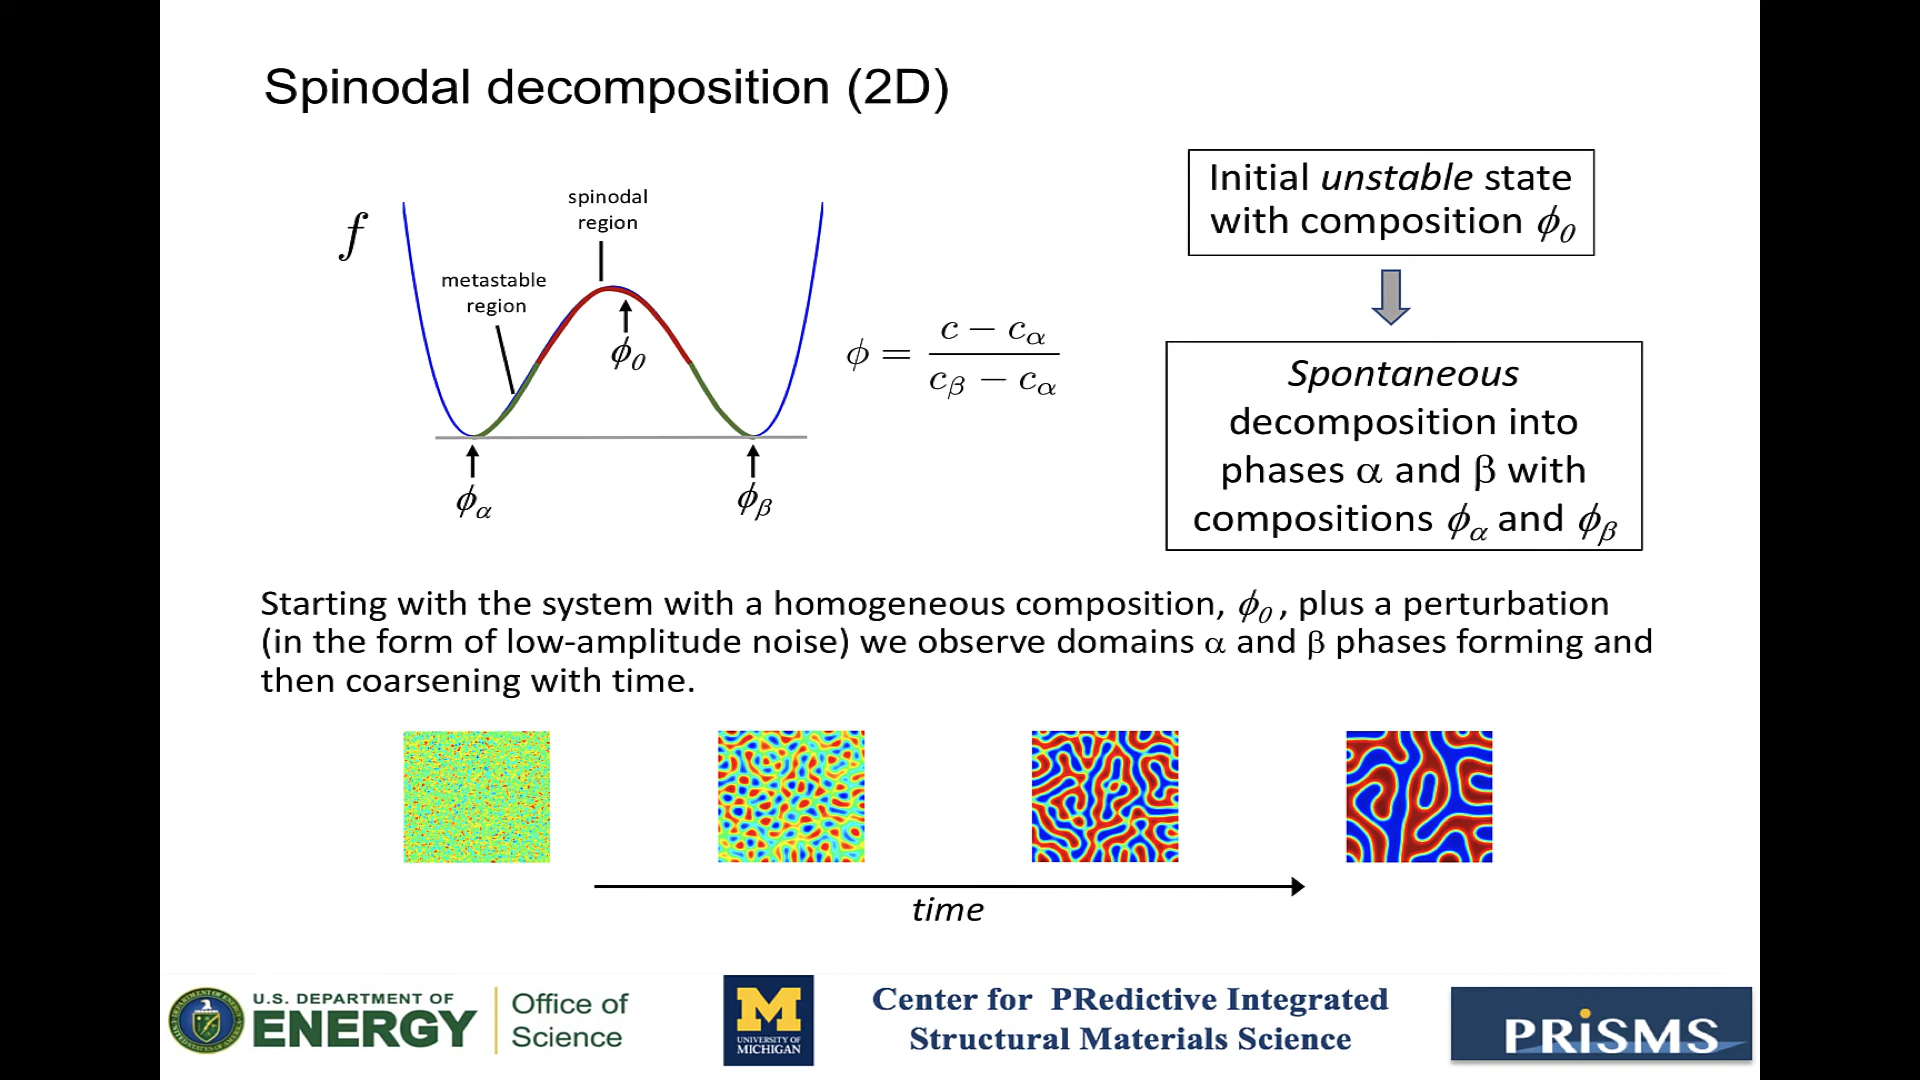 Spinodal decomposition (2D)
f
spinodal
region
metastable
region
ϕ0
ϕα
ϕβ
ϕ = (c − cα) / (cβ − cα)
Initial unstable state
with composition ϕ0
Spontaneous
decomposition into
phases α and β with
compositions ϕα and ϕβ
Starting with the system with a homogeneous composition, ϕ0, plus a perturbation
(in the form of low-amplitude noise) we observe domains α and β phases forming and
then coarsening with time.
time
U.S. DEPARTMENT OF
ENERGY
Office of
Science
M
UNIVERSITY OF
MICHIGAN
Center for PRedictive Integrated
Structural Materials Science
PRiSMS